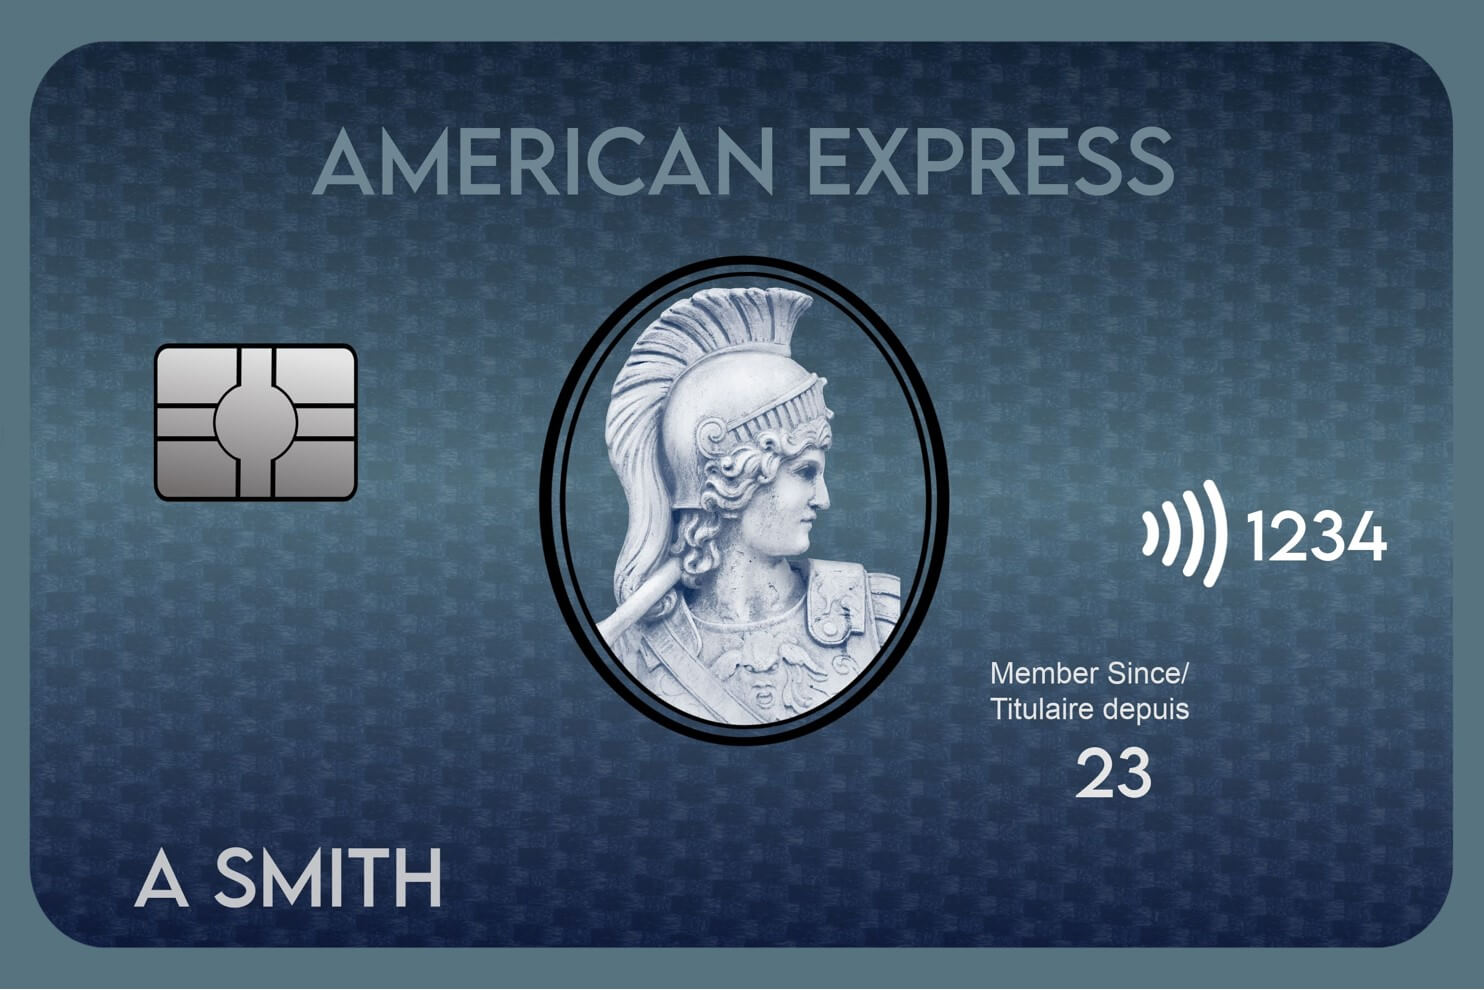 AMERICAN EXPRESS
1234
Member Since/
Titulaire depuis
23
A SMITH